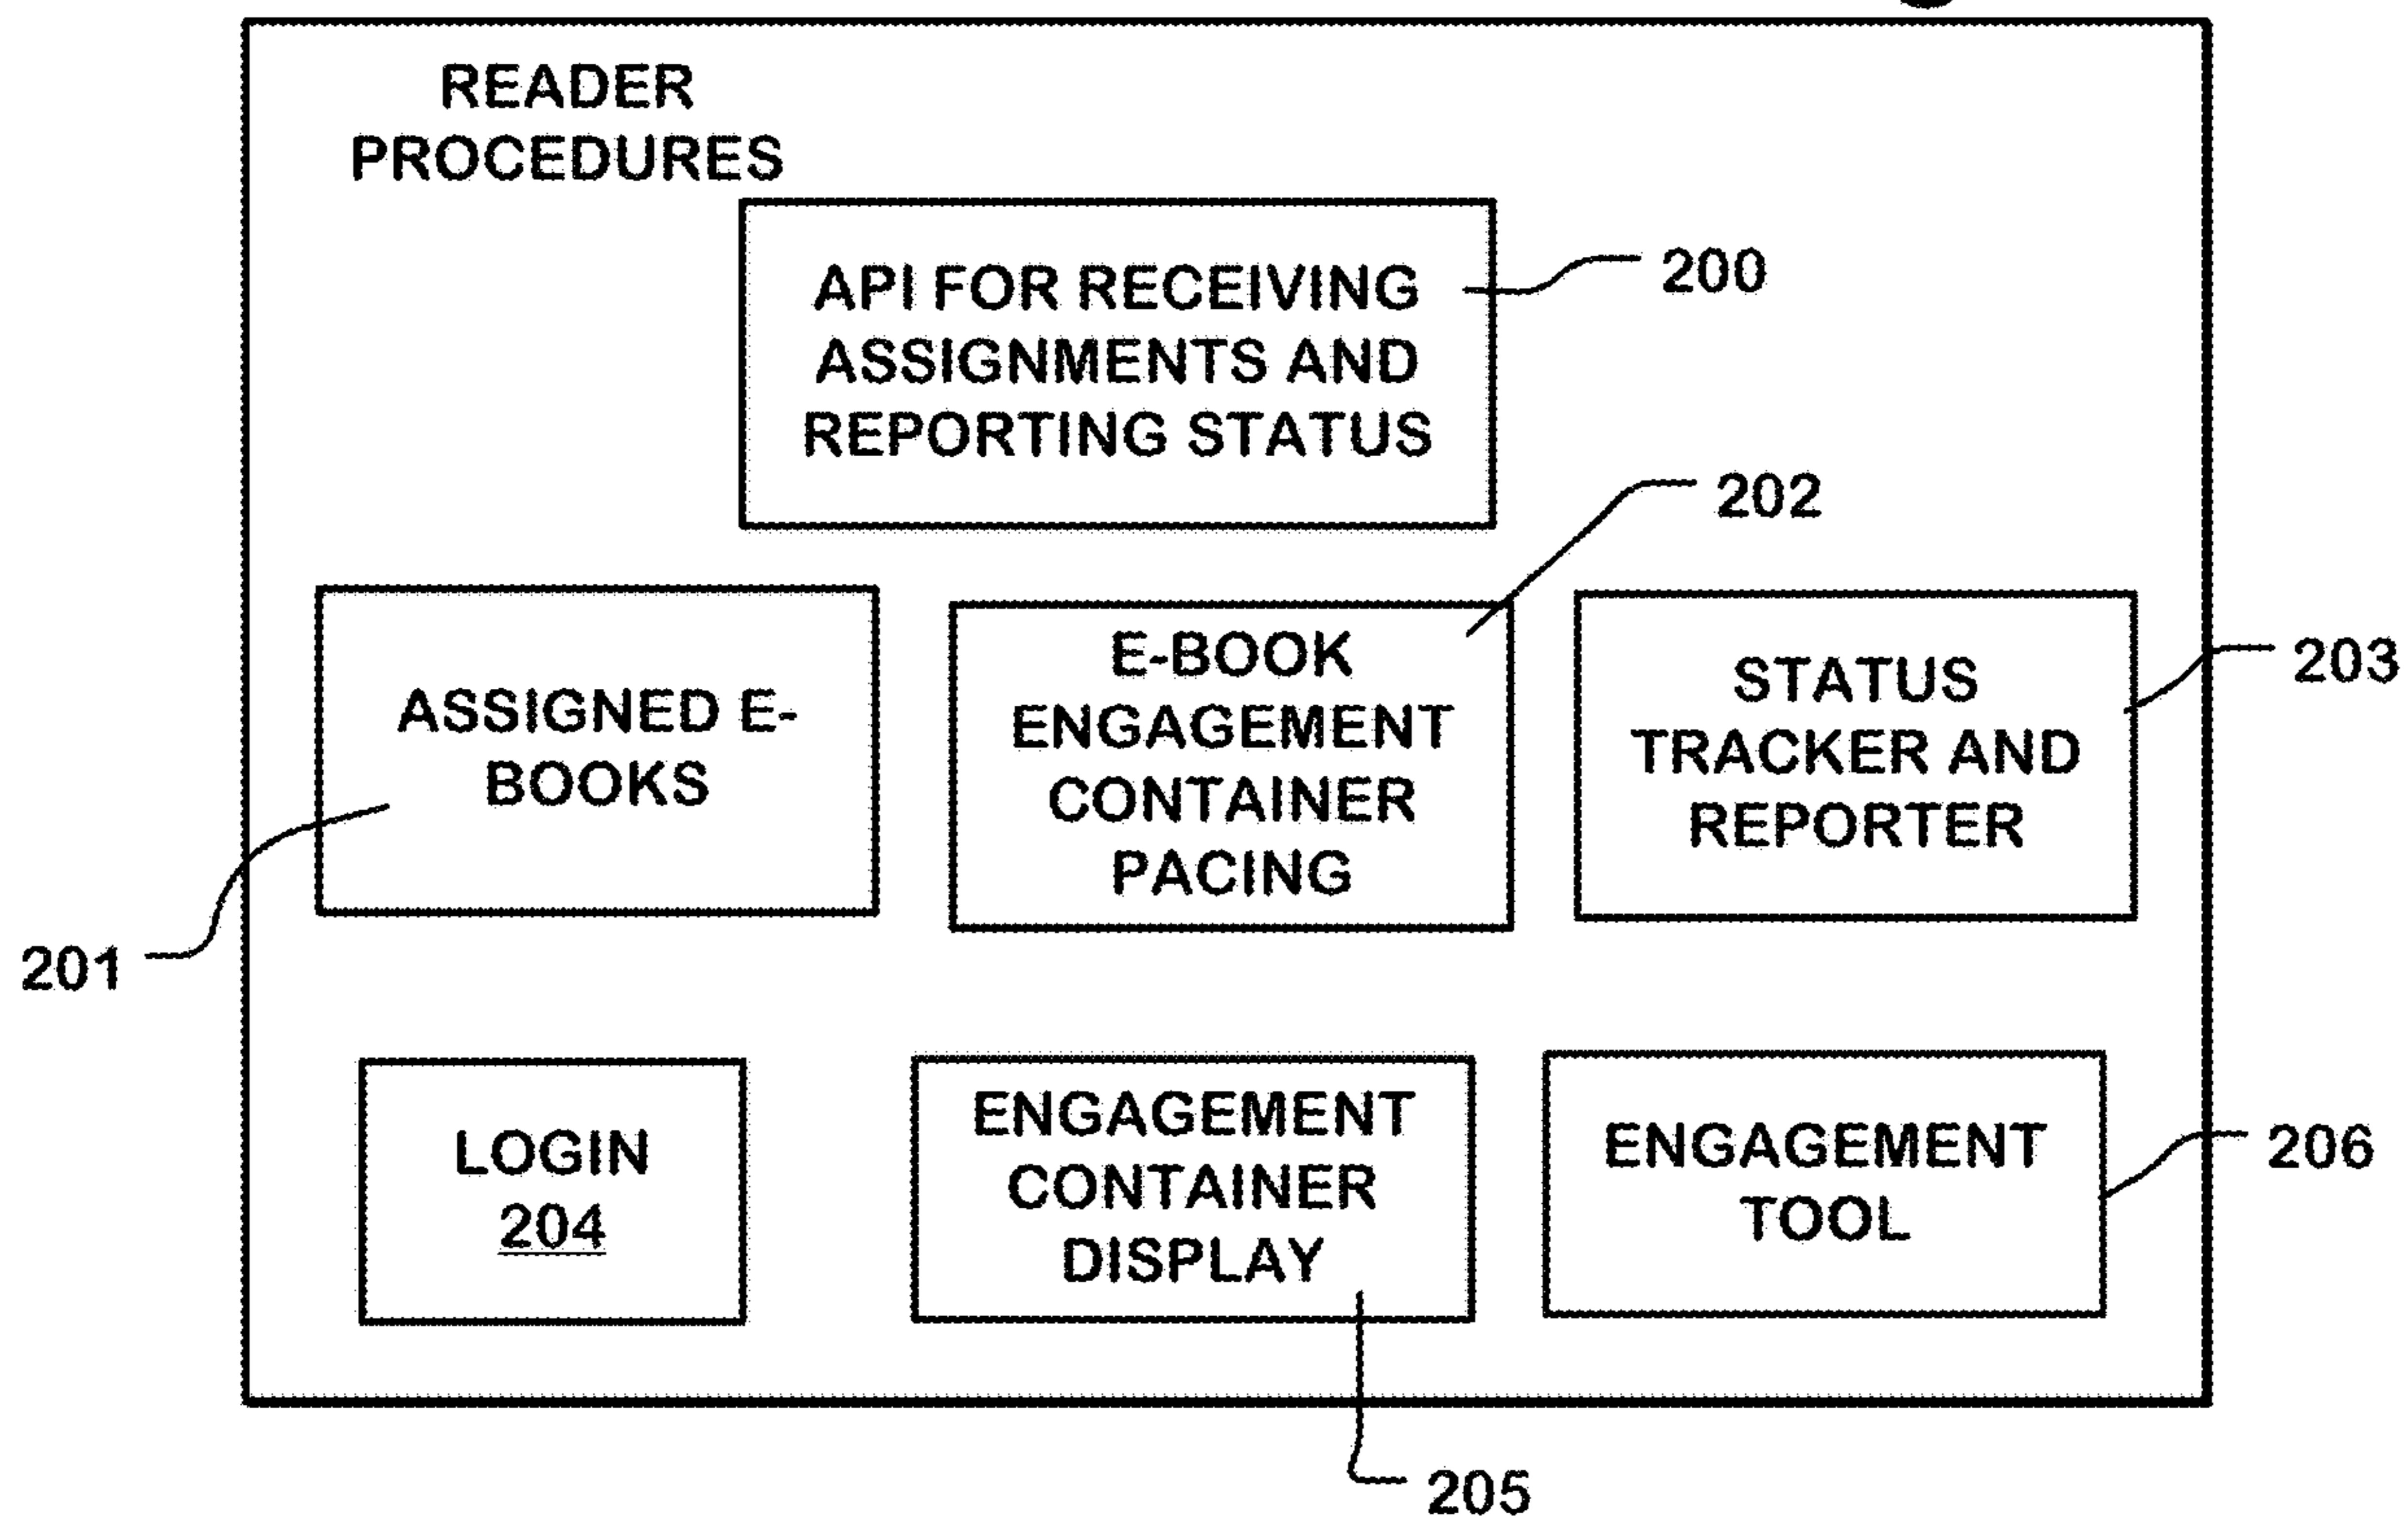 READER
PROCEDURES
API FOR RECEIVING
ASSIGNMENTS AND
REPORTING STATUS
200
202
ASSIGNED E-
BOOKS
201
E-BOOK
ENGAGEMENT
CONTAINER
PACING
STATUS
TRACKER AND
REPORTER
203
LOGIN
204
ENGAGEMENT
CONTAINER
DISPLAY
205
ENGAGEMENT
TOOL
206